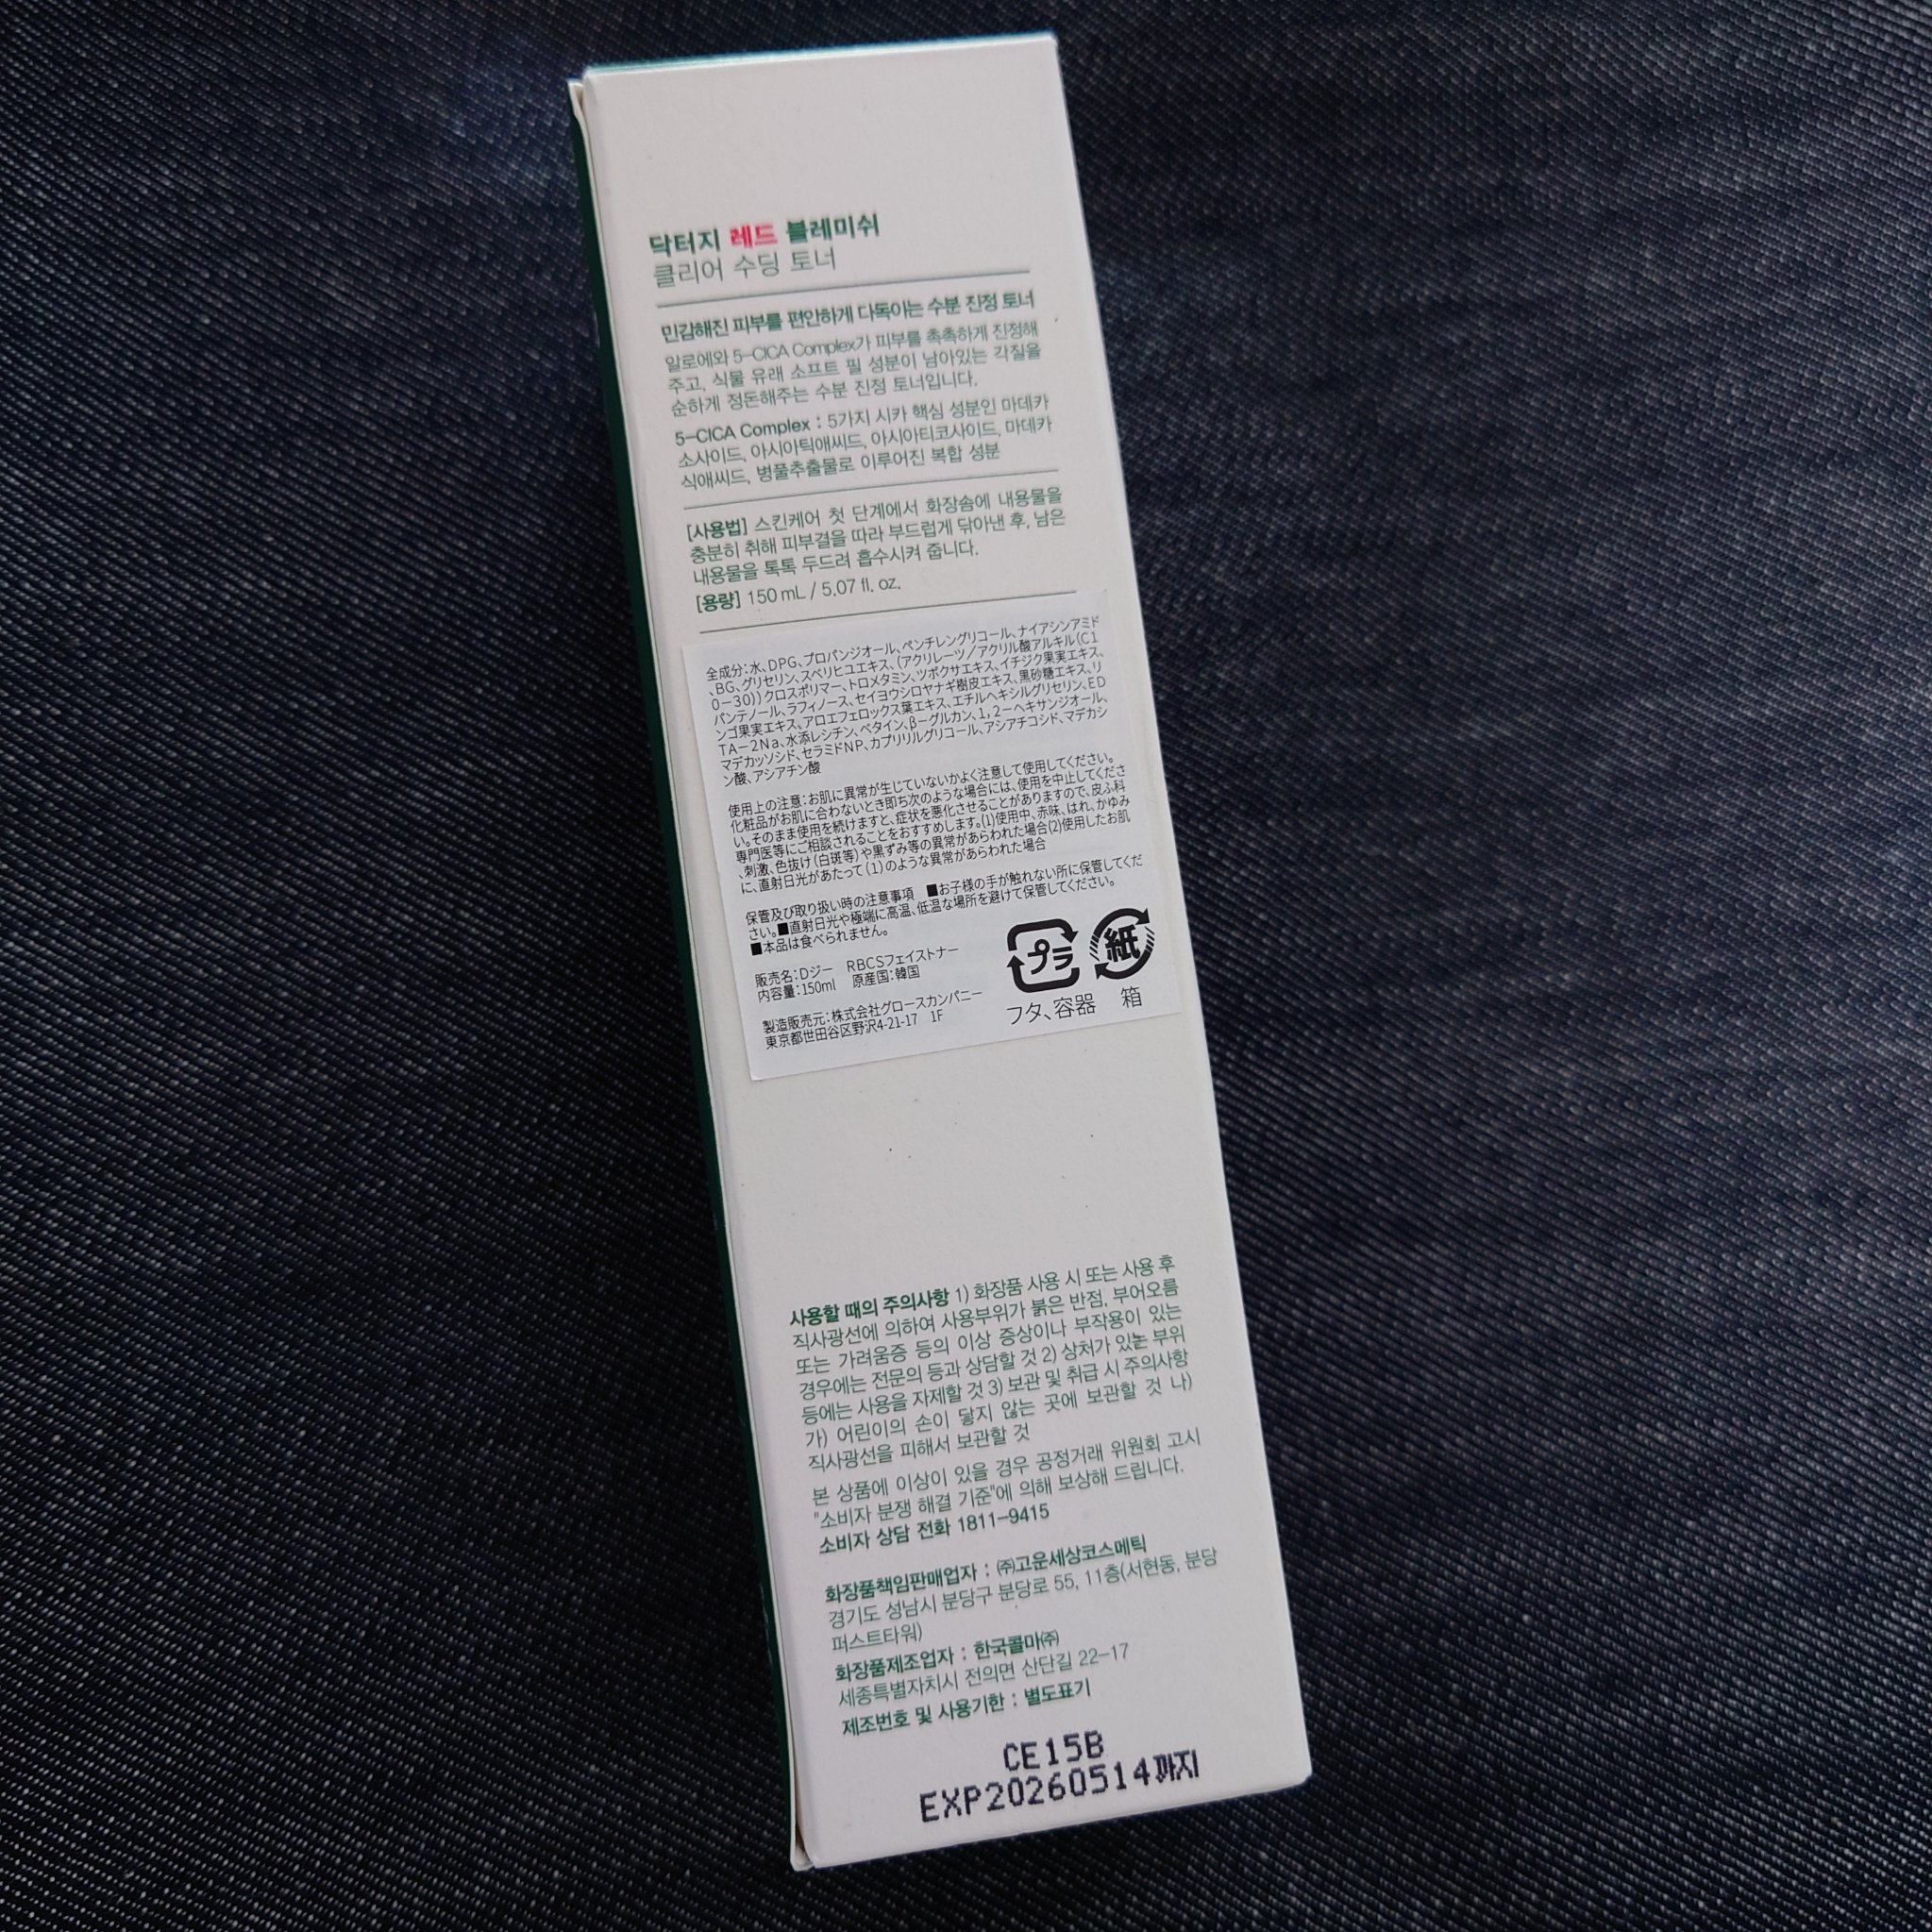 닥터지 레드 블레미쉬
클리어 수딩 토너
민감해진 피부를 편안하게 다독이는 수분 진정 토너
알로에와 5-CICA Complex가 피부를 촉촉하게 진정해
주고, 식물 유래 소프트 필 성분이 남아있는 각질을
순하게 정돈해주는 수분 진정 토너입니다.
5-CICA Complex : 5가지 시카 핵심 성분인 마데카
소사이드, 아시아틱애씨드, 아시아티코사이드, 마데카
식애씨드, 병풀추출물로 이루어진 복합 성분
[사용법] 스킨케어 첫 단계에서 화장솜에 내용물을
충분히 취해 피부결을 따라 부드럽게 닦아낸 후, 남은
내용물을 톡톡 두드려 흡수시켜 줍니다.
[용량] 150 mL / 5.07 fl. oz.
全成分:水、DPG、プロパンジオール、ペンチレングリコール、ナイアシンアミド
、BG、グリセリン、スベリヒユエキス、(アクリレーツ/アクリル酸アルキル(C1
0-30))クロスポリマー、トロメタミン、ツボクサエキス、イチジク果実エキス、
パンテノール、ラフィノース、セイヨウシロヤナギ樹皮エキス、黒砂糖エキス、リ
ンゴ果実エキス、アロエフェロックス葉エキス、エチルヘキシルグリセリン、ED
TA-2Na、水添レシチン、ベタイン、β-グルカン、1,2-ヘキサンジオール、
マデカッソシド、セラミドNP、カプリリルグリコール、アシアチコシド、マデカシ
ン酸、アシアチン酸
使用上の注意:お肌に異常が生じていないかよく注意して使用してください。
化粧品がお肌に合わないとき即ち次のような場合には、使用を中止してくださ
い。そのまま使用を続けますと、症状を悪化させることがありますので、皮ふ科
専門医等にご相談されることをおすすめします。(1)使用中、赤味、はれ、かゆみ
、刺激、色抜け(白斑等)や黒ずみ等の異常があらわれた場合(2)使用したお肌
に、直射日光があたって(1)のような異常があらわれた場合
保管及び取り扱い時の注意事項 ■お子様の手が触れない所に保管してくだ
さい。■直射日光や極端に高温、低温な場所を避けて保管してください。
■本品は食べられません。
販売名:Dジー RBCSフェイストナー
内容量:150ml 原産国:韓国
製造販売元:株式会社グロースカンパニー
東京都世田谷区野沢4-21-17 1F
プラ 紙
フタ、容器 箱
사용할 때의 주의사항 1) 화장품 사용 시 또는 사용 후
직사광선에 의하여 사용부위가 붉은 반점, 부어오름
또는 가려움증 등의 이상 증상이나 부작용이 있는
경우에는 전문의 등과 상담할 것 2) 상처가 있는 부위
등에는 사용을 자제할 것 3) 보관 및 취급 시 주의사항
가) 어린이의 손이 닿지 않는 곳에 보관할 것 나)
직사광선을 피해서 보관할 것
본 상품에 이상이 있을 경우 공정거래 위원회 고시
"소비자 분쟁 해결 기준"에 의해 보상해 드립니다.
소비자 상담 전화 1811-9415
화장품책임판매업자 : ㈜고운세상코스메틱
경기도 성남시 분당구 분당로 55, 11층(서현동, 분당
퍼스트타워)
화장품제조업자 : 한국콜마㈜
세종특별자치시 전의면 산단길 22-17
제조번호 및 사용기한 : 별도표기
CE15B
EXP20260514까지